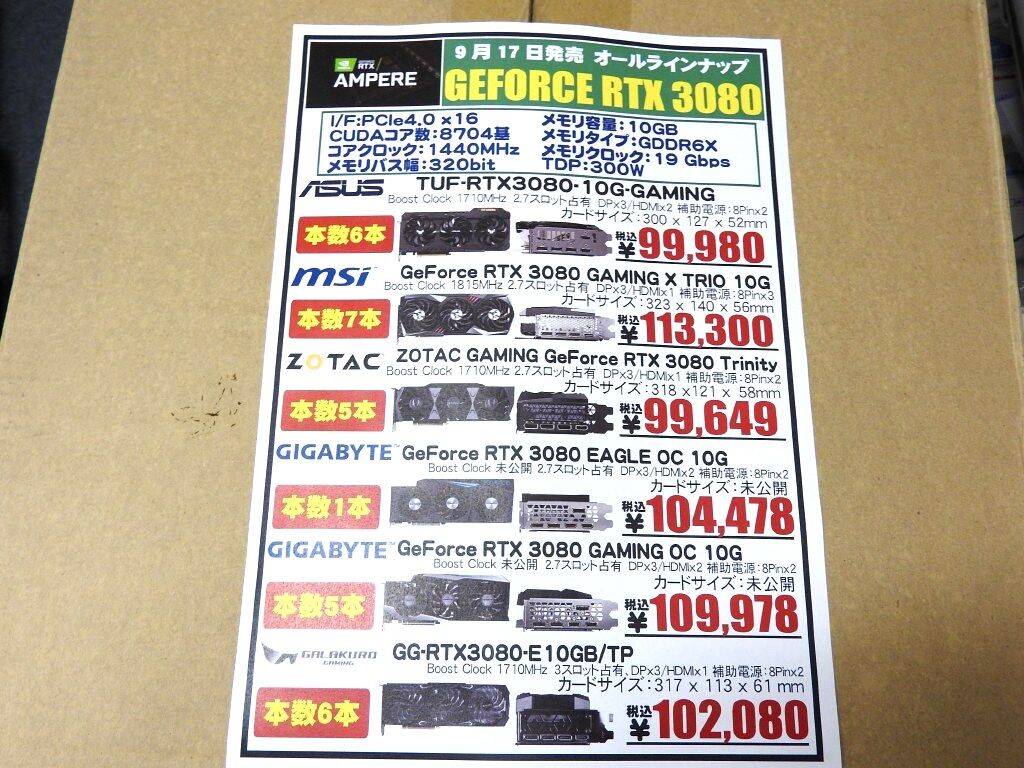 GEFORCE RTX
AMPERE
9月17日発売 オールラインナップ
GEFORCE RTX 3080
I/F:PCIe4.0 x16
CUDAコア数:8704基
コアクロック:1440MHz
メモリバス幅:320bit
メモリ容量:10GB
メモリタイプ:GDDR6X
メモリクロック:19 Gbps
TDP:300W
ASUS TUF-RTX3080-10G-GAMING
Boost Clock 1710MHz 2.7スロット占有 DPx3/HDMIx2 補助電源:8Pinx2
カードサイズ:300 x 127 x 52mm
本数6本
税込
¥99,980
msi GeForce RTX 3080 GAMING X TRIO 10G
Boost Clock 1815MHz 2.7スロット占有 DPx3/HDMIx1 補助電源:8Pinx3
カードサイズ:323 x 140 x 56mm
本数7本
税込
¥113,300
ZOTAC ZOTAC GAMING GeForce RTX 3080 Trinity
Boost Clock 1710MHz 2.7スロット占有 DPx3/HDMIx1 補助電源:8Pinx2
カードサイズ:318 x121 x 58mm
本数5本
税込
¥99,649
GIGABYTE™ GeForce RTX 3080 EAGLE OC 10G
Boost Clock 未公開 2.7スロット占有 DPx3/HDMIx2 補助電源:8Pinx2
カードサイズ:未公開
本数1本
税込
¥104,478
GIGABYTE™ GeForce RTX 3080 GAMING OC 10G
Boost Clock 未公開 2.7スロット占有 DPx3/HDMIx2 補助電源:8Pinx2
カードサイズ:未公開
本数5本
税込
¥109,978
GALAKURO GAMING GG-RTX3080-E10GB/TP
Boost Clock 1710MHz 3スロット占有、DPx3/HDMIx1 補助電源:8Pinx2
カードサイズ:317 x 113 x 61 mm
本数6本
税込
¥102,080